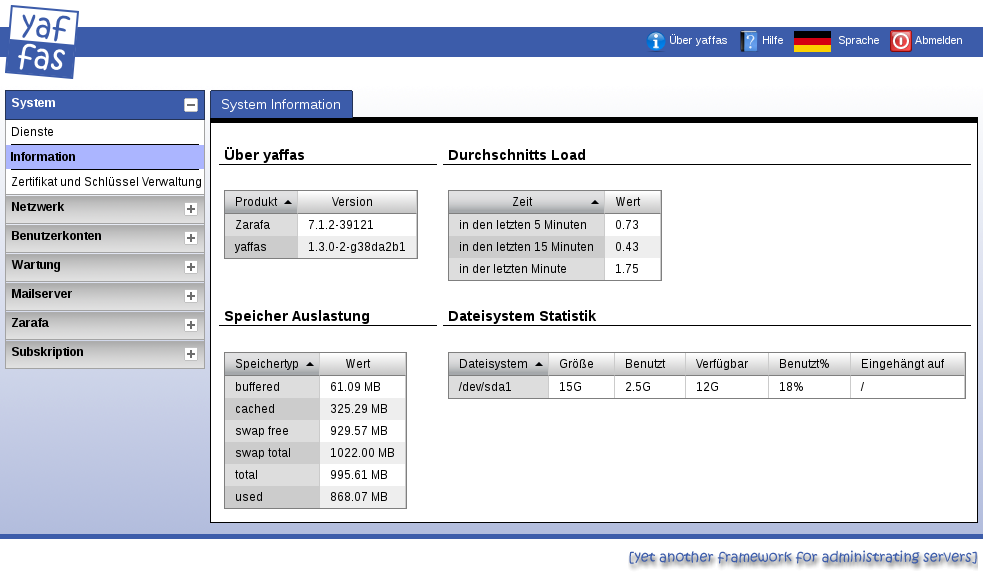 yaf
fas
Über yaffas Hilfe Sprache Abmelden
System
Dienste
Information
Zertifikat und Schlüssel Verwaltung
Netzwerk
Benutzerkonten
Wartung
Mailserver
Zarafa
Subskription
System Information
Über yaffas
Produkt Version
Zarafa 7.1.2-39121
yaffas 1.3.0-2-g38da2b1
Durchschnitts Load
Zeit Wert
in den letzten 5 Minuten 0.73
in den letzten 15 Minuten 0.43
in der letzten Minute 1.75
Speicher Auslastung
Speichertyp Wert
buffered 61.09 MB
cached 325.29 MB
swap free 929.57 MB
swap total 1022.00 MB
total 995.61 MB
used 868.07 MB
Dateisystem Statistik
Dateisystem Größe Benutzt Verfügbar Benutzt% Eingehängt auf
/dev/sda1 15G 2.5G 12G 18% /
[yet another framework for administrating servers]